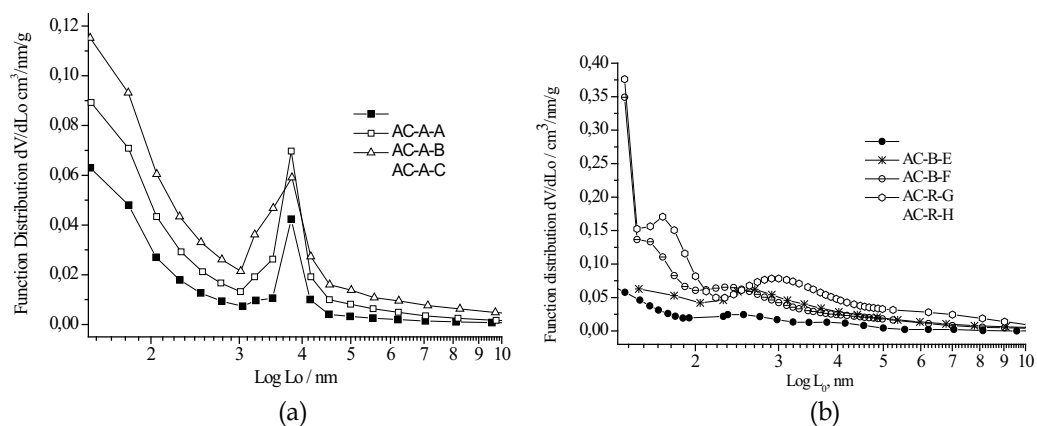 Function Distribution dV/dLo cm³/nm/g
0,12
0,10
0,08
0,06
0,04
0,02
0,00
AC-A-A
AC-A-B
AC-A-C
2
3
4
5
6
7
8
9
10
Log Lo / nm
(a)
Function distribution dV/dLo / cm³/nm/g
0,40
0,35
0,30
0,25
0,20
0,15
0,10
0,05
0,00
AC-B-E
AC-B-F
AC-R-G
AC-R-H
2
3
4
5
6
7
8
9
10
Log L₀, nm
(b)